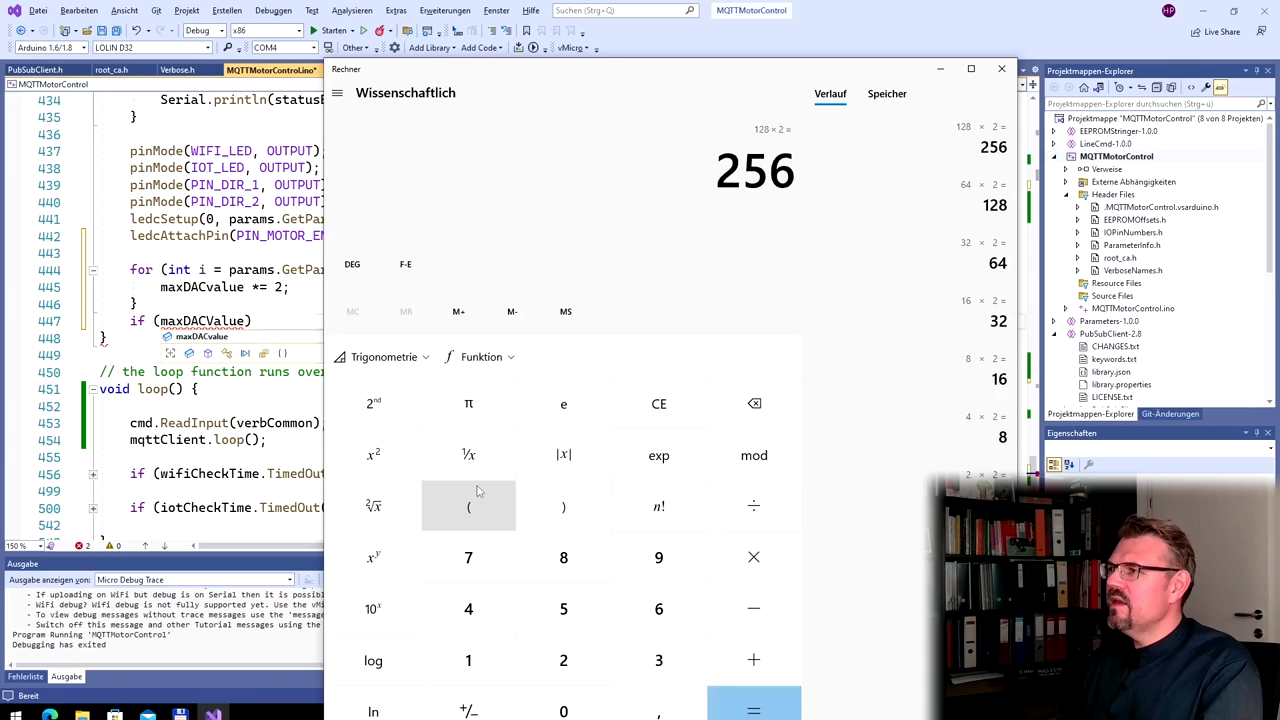 Datei Bearbeiten Ansicht Git Projekt Erstellen Debuggen Test Analysieren Extras Erweiterungen Fenster Hilfe Suchen (Strg+Q) MQTTMotorControl HP
Debug x86 Starten Live Share
Arduino 1.6/1.8 LOLIN D32 COM4 Other Add Library Add Code vMicro
PubSubClient.h root_ca.h Verbose.h MQTTMotorControl.ino*
MQTTMotorControl
434 Serial.println(status
435 }
436
437 pinMode(WIFI_LED, OUTPUT);
438 pinMode(IOT_LED, OUTPUT);
439 pinMode(PIN_DIR_1, OUTPUT)
440 pinMode(PIN_DIR_2, OUTPUT)
441 ledcSetup(0, params.GetPar
442 ledcAttachPin(PIN_MOTOR_E
443
444 for (int i = params.GetPar
445 maxDACvalue *= 2;
446 }
447 if (maxDACValue)
maxDACvalue
448 }
449
450 // the loop function runs over
451 void loop() {
452
453 cmd.ReadInput(verbCommon)
454 mqttClient.loop();
455
456 if (wifiCheckTime.TimedOut
499
500 if (iotCheckTime.TimedOut(
542
150 % 2 0
Ausgabe
Ausgabe anzeigen von: Micro Debug Trace
- If uploading on WiFi but debug is on Serial then it is possi
- WiFi debug? Wifi debug is not fully supported yet. Use the vMi
- To view debug messages without trace messages use the 'messag
- Switch off this message and other Tutorial messages using the
Program Running 'MQTTMotorControl'
Debugging has exited
Fehlerliste Ausgabe
Bereit
Rechner
Wissenschaftlich
128 × 2 =
256
DEG F-E
MC MR M+ M- MS
Trigonometrie Funktion
2nd π e CE
x² ¹/x |x| exp mod
²√x ( ) n! ÷
xʸ 7 8 9 ×
10ˣ 4 5 6 −
log 1 2 3 +
ln +/− 0 , =
Verlauf Speicher
128 × 2 =
256
64 × 2 =
128
32 × 2 =
64
16 × 2 =
32
8 × 2 =
16
4 × 2 =
8
2 × 2 =
Projektmappen-Explorer
Projektmappen-Explorer durchsuchen (Strg+ü)
Projektmappe "MQTTMotorControl" (8 von 8 Projekten)
EEPROMStringer-1.0.0
LineCmd-1.0.0
MQTTMotorControl
Verweise
Externe Abhängigkeiten
Header Files
.MQTTMotorControl.vsarduino.h
EEPROMOffsets.h
IOPinNumbers.h
ParameterInfo.h
root_ca.h
VerboseNames.h
Resource Files
Source Files
MQTTMotorControl.ino
Parameters-1.0.0
PubSubClient-2.8
CHANGES.txt
keywords.txt
library.json
library.properties
LICENSE.txt
Projektmappen-Explorer Git-Änderungen
Eigenschaften